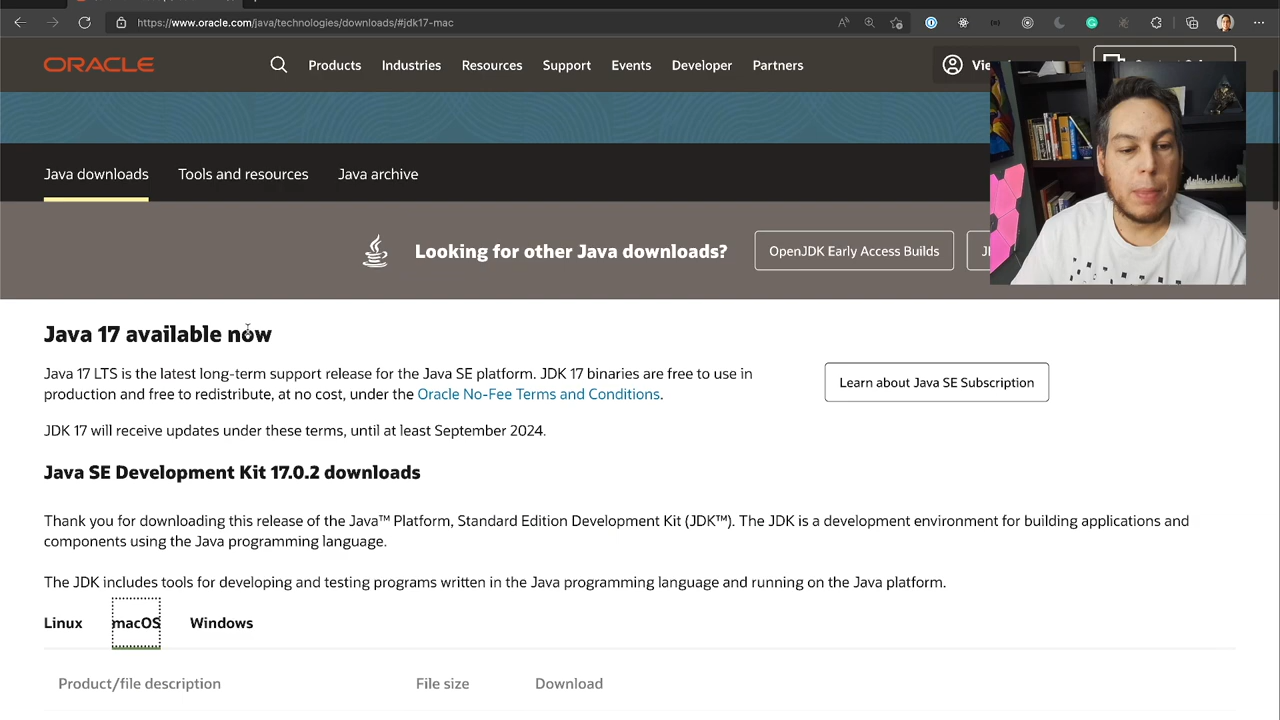 https://www.oracle.com/java/technologies/downloads/#jdk17-mac
ORACLE
Products
Industries
Resources
Support
Events
Developer
Partners
Java downloads
Tools and resources
Java archive
Looking for other Java downloads?
OpenJDK Early Access Builds
Java 17 available now
Java 17 LTS is the latest long-term support release for the Java SE platform. JDK 17 binaries are free to use in
production and free to redistribute, at no cost, under the Oracle No-Fee Terms and Conditions.
Learn about Java SE Subscription
JDK 17 will receive updates under these terms, until at least September 2024.
Java SE Development Kit 17.0.2 downloads
Thank you for downloading this release of the Java™ Platform, Standard Edition Development Kit (JDK™). The JDK is a development environment for building applications and
components using the Java programming language.
The JDK includes tools for developing and testing programs written in the Java programming language and running on the Java platform.
Linux
macOS
Windows
Product/file description
File size
Download